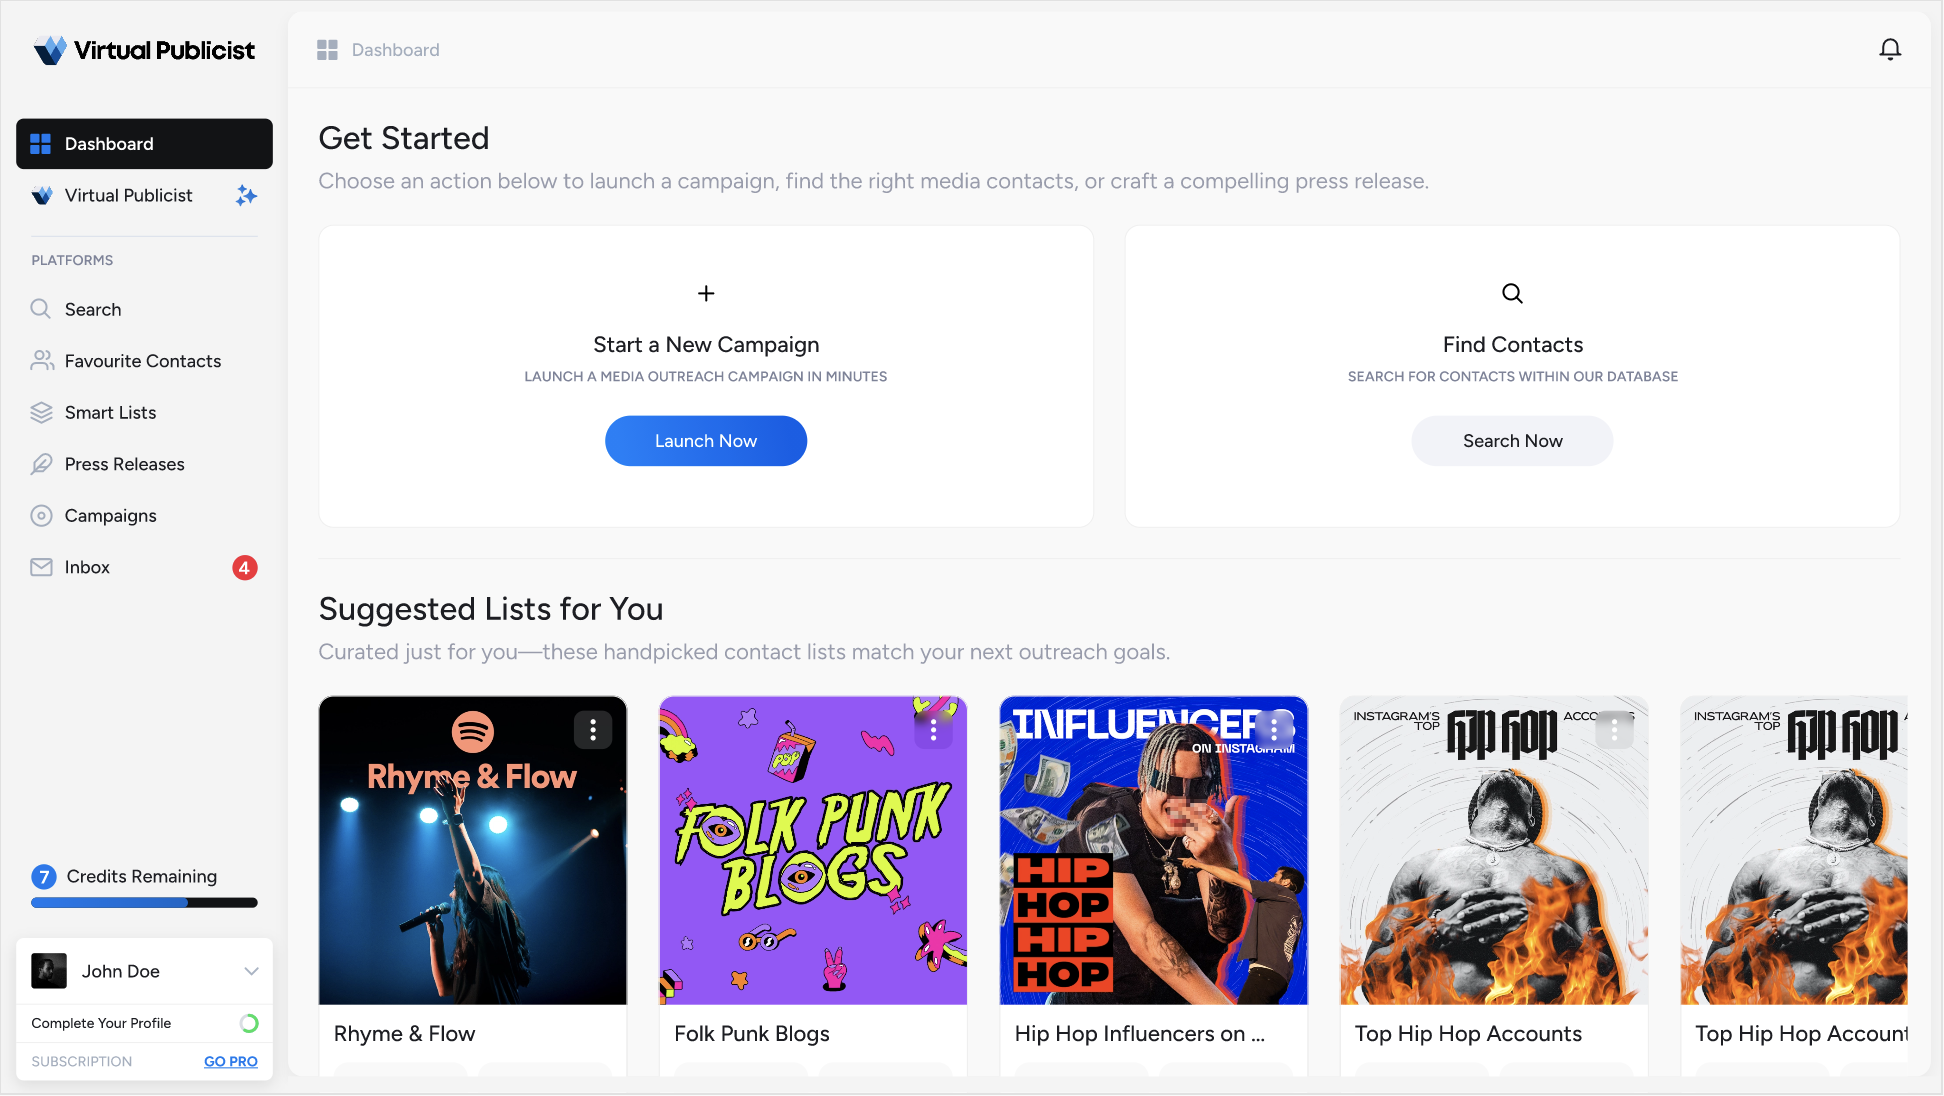 Virtual Publicist
Dashboard
Dashboard
Virtual Publicist
PLATFORMS
Search
Favourite Contacts
Smart Lists
Press Releases
Campaigns
Inbox
4
7 Credits Remaining
John Doe
Complete Your Profile
SUBSCRIPTION
GO PRO
Get Started
Choose an action below to launch a campaign, find the right media contacts, or craft a compelling press release.
Start a New Campaign
LAUNCH A MEDIA OUTREACH CAMPAIGN IN MINUTES
Launch Now
Find Contacts
SEARCH FOR CONTACTS WITHIN OUR DATABASE
Search Now
Suggested Lists for You
Curated just for you—these handpicked contact lists match your next outreach goals.
Rhyme & Flow
Rhyme & Flow
POP
FOLK PUNK
BLOGS
Folk Punk Blogs
INFLUENCERS
ON INSTAGRAM
HIP
HOP
HIP
HOP
Hip Hop Influencers on ...
INSTAGRAM'S
TOP
HIP HOP
ACCOUNTS
Top Hip Hop Accounts
INSTAGRAM'S
TOP
HIP HOP
Top Hip Hop Account